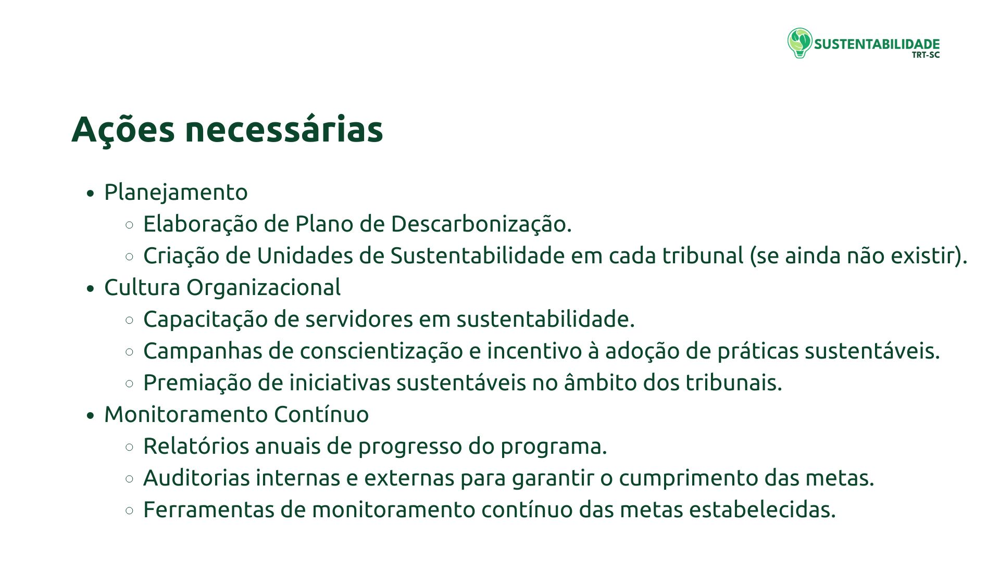 SUSTENTABILIDADE
TRT-SC
Ações necessárias
• Planejamento
◦ Elaboração de Plano de Descarbonização.
◦ Criação de Unidades de Sustentabilidade em cada tribunal (se ainda não existir).
• Cultura Organizacional
◦ Capacitação de servidores em sustentabilidade.
◦ Campanhas de conscientização e incentivo à adoção de práticas sustentáveis.
◦ Premiação de iniciativas sustentáveis no âmbito dos tribunais.
• Monitoramento Contínuo
◦ Relatórios anuais de progresso do programa.
◦ Auditorias internas e externas para garantir o cumprimento das metas.
◦ Ferramentas de monitoramento contínuo das metas estabelecidas.